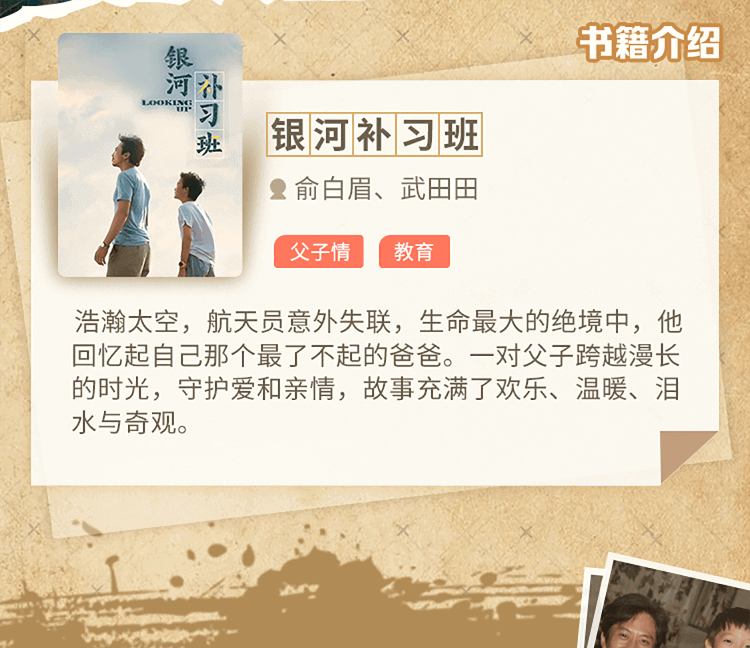 书籍介绍
银河
补习班
LOOKING
UP
银河补习班
俞白眉、武田田
父子情 教育
浩瀚太空，航天员意外失联，生命最大的绝境中，他
回忆起自己那个最了不起的爸爸。一对父子跨越漫长
的时光，守护爱和亲情，故事充满了欢乐、温暖、泪
水与奇观。